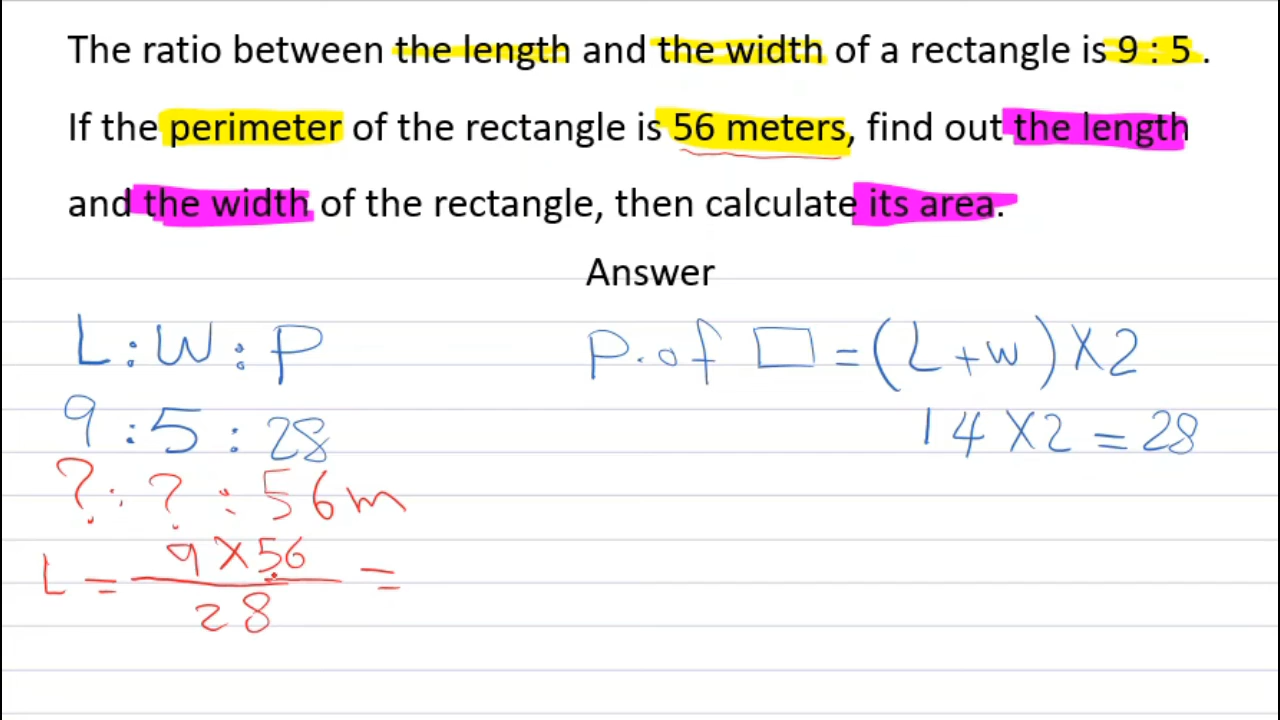 The ratio between the length and the width of a rectangle is 9 : 5 .
If the perimeter of the rectangle is 56 meters, find out the length
and the width of the rectangle, then calculate its area.
Answer
L : W : P
P. of □ = (L + w) X 2
9 : 5 : 28
14 X 2 = 28
? : ? : 56 m
L = 9 X 56 =
28